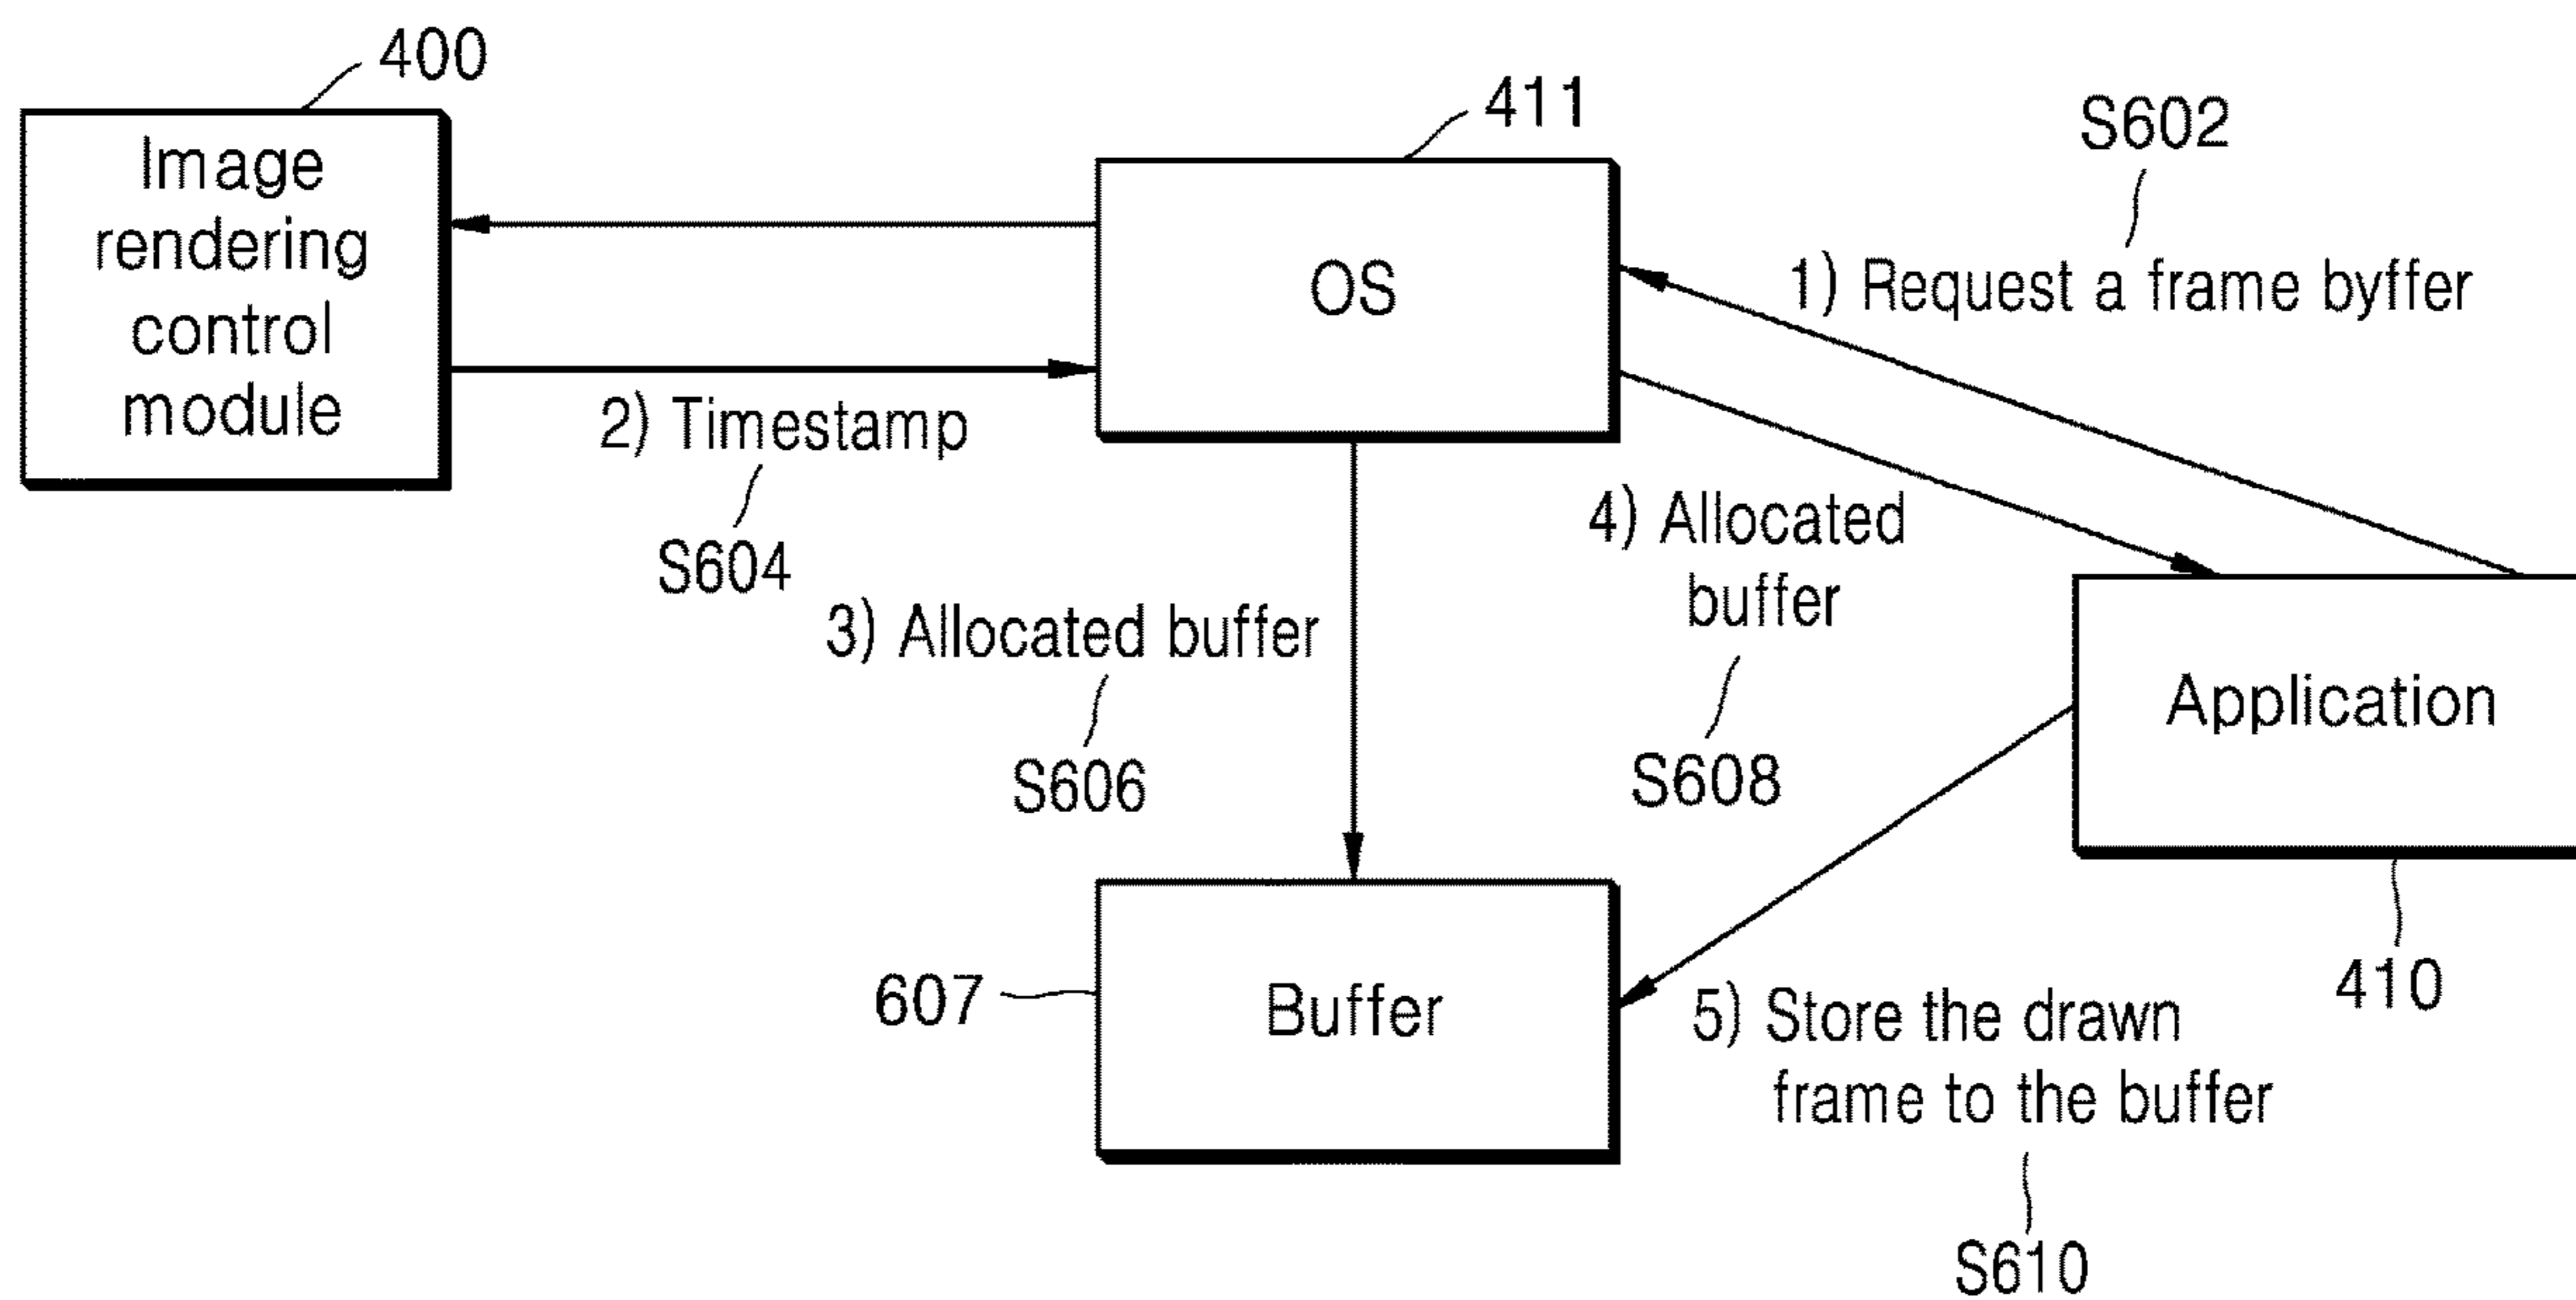 400
Image
rendering
control
module
411
OS
S602
1) Request a frame byffer
2) Timestamp
S604
3) Allocated buffer
S606
4) Allocated
buffer
S608
Application
410
607
Buffer
5) Store the drawn
frame to the buffer
S610